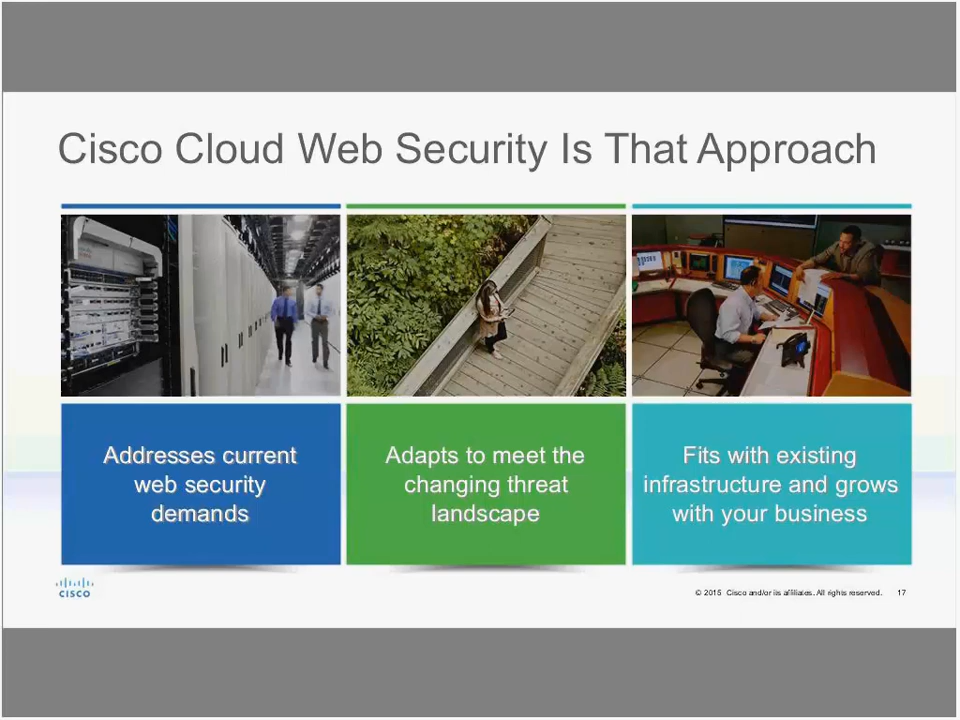 Cisco Cloud Web Security Is That Approach
Addresses current
web security
demands
Adapts to meet the
changing threat
landscape
Fits with existing
infrastructure and grows
with your business
CISCO
© 2015 Cisco and/or its affiliates. All rights reserved. 17